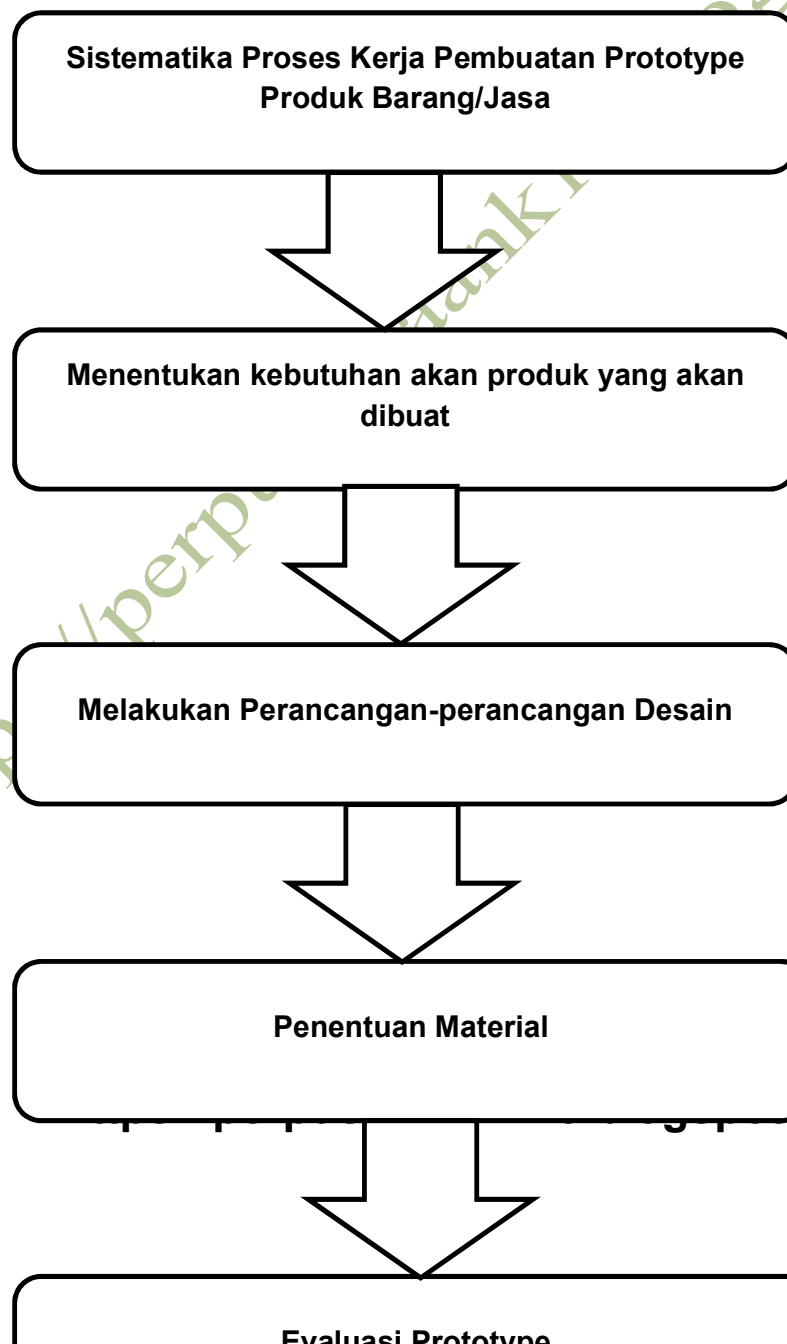 Sistematika Proses Kerja Pembuatan Prototype
Produk Barang/Jasa
Menentukan kebutuhan akan produk yang akan
dibuat
Melakukan Perancangan-perancangan Desain
Penentuan Material
Evaluasi Prototype